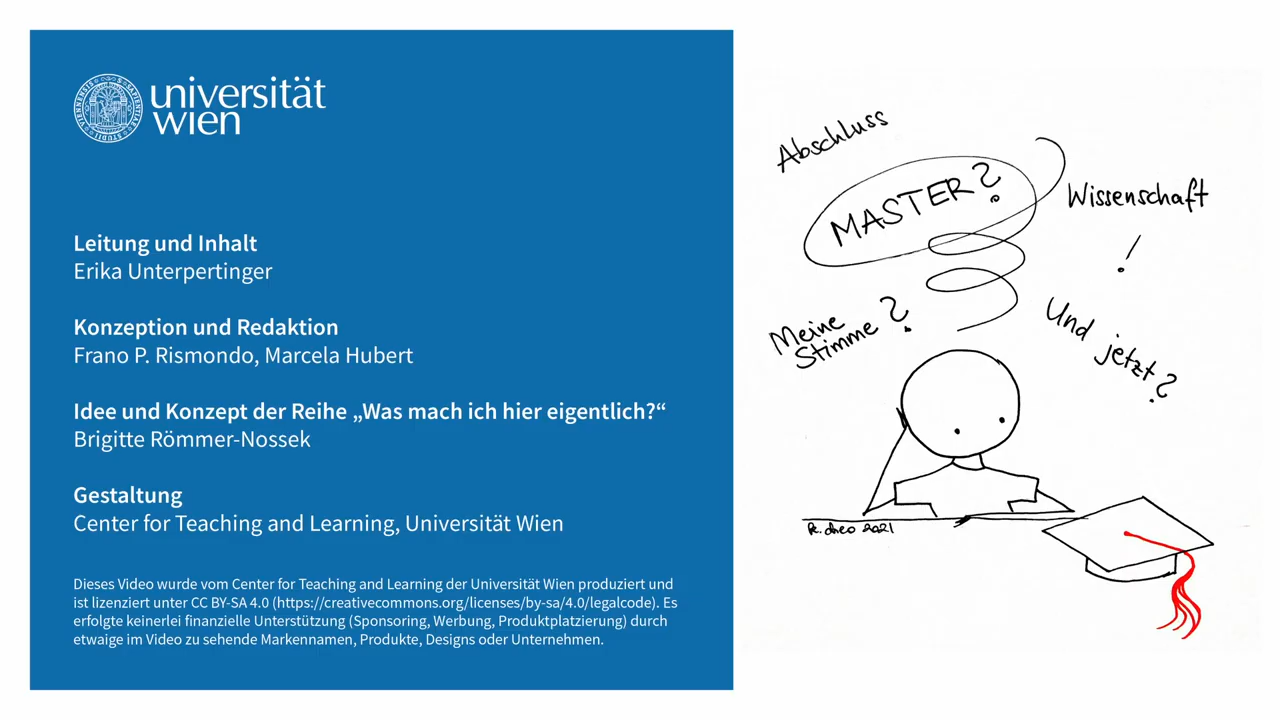 universität
wien
Leitung und Inhalt
Erika Unterpertinger
Konzeption und Redaktion
Frano P. Rismondo, Marcela Hubert
Idee und Konzept der Reihe „Was mach ich hier eigentlich?“
Brigitte Römmer-Nossek
Gestaltung
Center for Teaching and Learning, Universität Wien
Dieses Video wurde vom Center for Teaching and Learning der Universität Wien produziert und
ist lizenziert unter CC BY-SA 4.0 (https://creativecommons.org/licenses/by-sa/4.0/legalcode). Es
erfolgte keinerlei finanzielle Unterstützung (Sponsoring, Werbung, Produktplatzierung) durch
etwaige im Video zu sehende Markennamen, Produkte, Designs oder Unternehmen.
Abschluss
MASTER?
Wissenschaft
!
Meine
Stimme?
Und jetzt?
2021